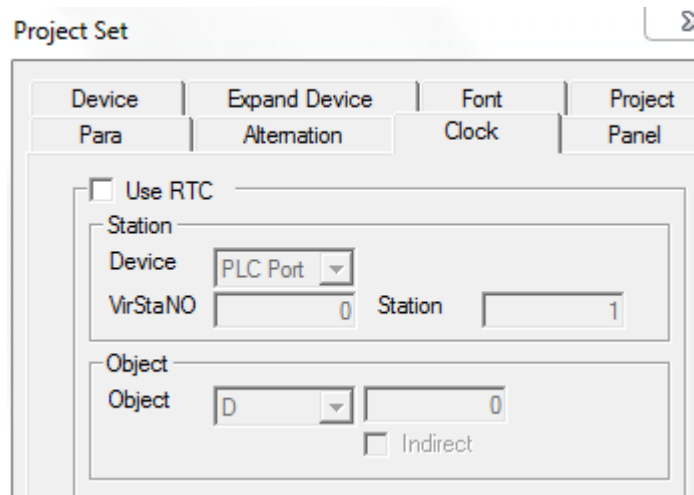 Project Set
Device Expand Device Font Project
Para Alternation Clock Panel
Use RTC
Station
Device PLC Port
VirStaNO 0 Station 1
Object
Object D 0
Indirect